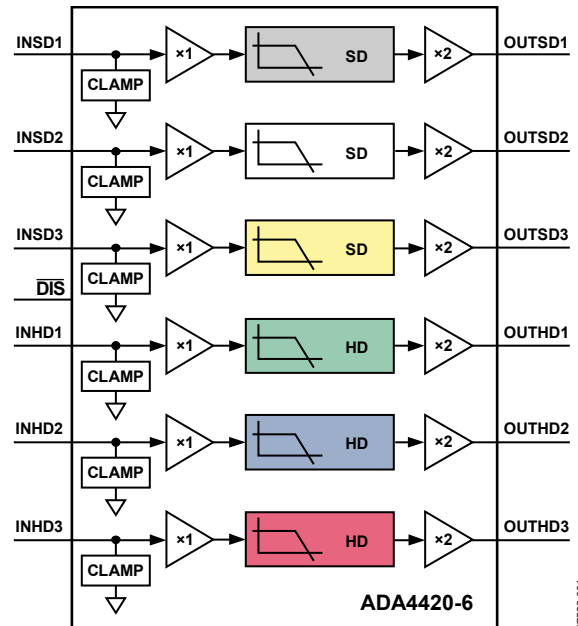 INSD1 ×1 SD ×2 OUTSD1
CLAMP
INSD2 ×1 SD ×2 OUTSD2
CLAMP
INSD3 ×1 SD ×2 OUTSD3
CLAMP
DIS
INHD1 ×1 HD ×2 OUTHD1
CLAMP
INHD2 ×1 HD ×2 OUTHD2
CLAMP
INHD3 ×1 HD ×2 OUTHD3
CLAMP
ADA4420-6